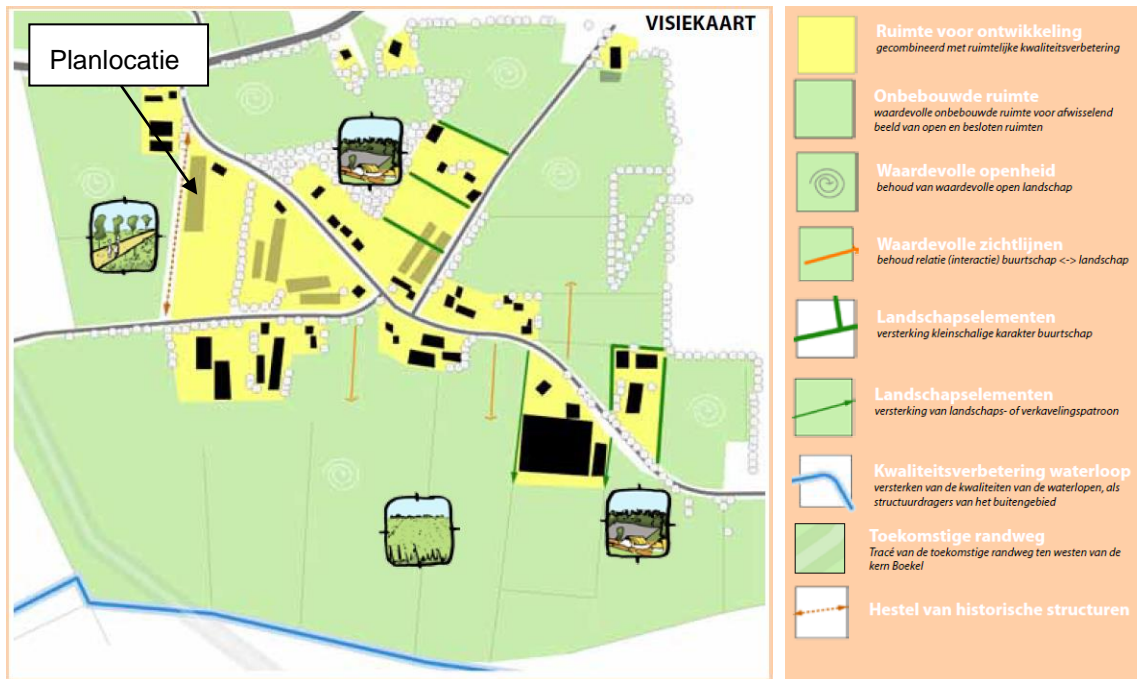 VISIEKAART
Planlocatie
Ruimte voor ontwikkeling
gecombineerd met ruimtelijke kwaliteitsverbetering
Onbebouwde ruimte
waardevolle onbebouwde ruimte voor afwisselend
beeld van open en besloten ruimten
Waardevolle openheid
behoud van waardevolle open landschap
Waardevolle zichtlijnen
behoud relatie (interactie) buurtschap <-> landschap
Landschapselementen
versterking kleinschalige karakter buurtschap
Landschapselementen
versterking van landschaps- of verkavelingspatroon
Kwaliteitsverbetering waterloop
versterken van de kwaliteiten van de waterlopen, als
structuurdragers van het buitengebied
Toekomstige randweg
Tracé van de toekomstige randweg ten westen van de
kern Boekel
Hestel van historische structuren